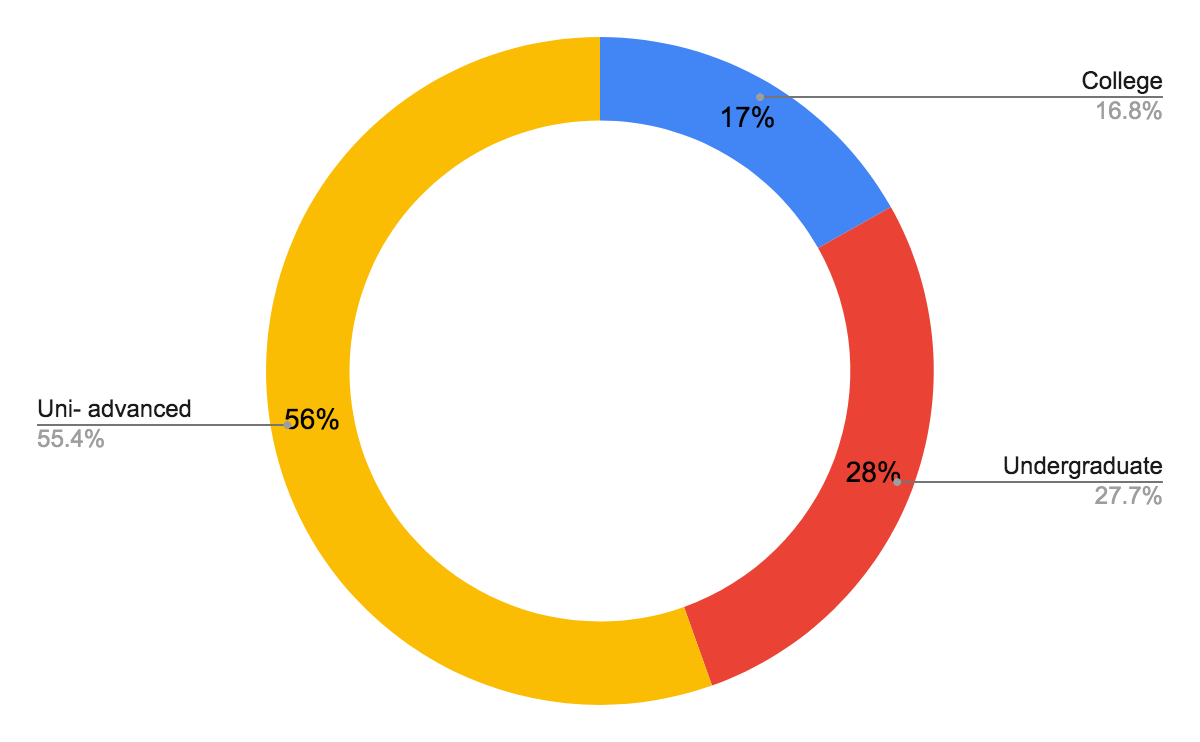 College
16.8%
17%
Uni- advanced
55.4%
56%
28%
Undergraduate
27.7%